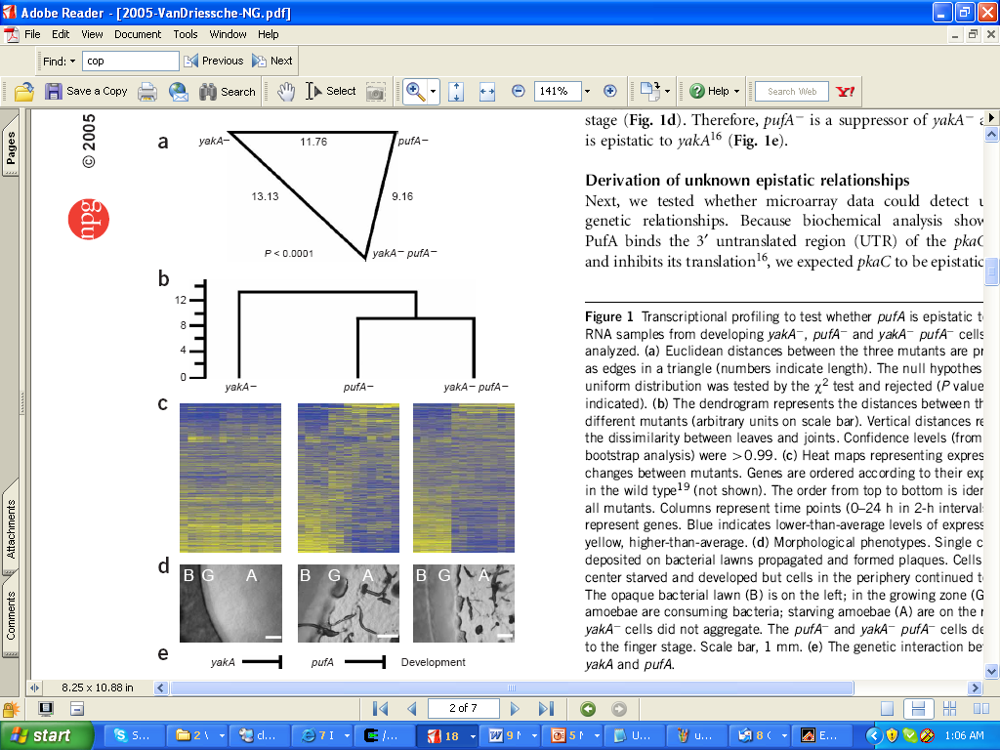 Adobe Reader - [2005-VanDriessche-NG.pdf]
File Edit View Document Tools Window Help
Find: cop Previous Next
Save a Copy Search Select 141% Help Search Web Y!
Pages
Attachments
Comments
© 2005
npg
a
yakA−
11.76
pufA−
13.13
9.16
P < 0.0001
yakA− pufA−
b
12
8
4
0
yakA− pufA− yakA− pufA−
c
d
B G A B G A B G A
e
yakA pufA Development
stage (Fig. 1d). Therefore, pufA− is a suppressor of yakA− a
is epistatic to yakA16 (Fig. 1e).
Derivation of unknown epistatic relationships
Next, we tested whether microarray data could detect u
genetic relationships. Because biochemical analysis show
PufA binds the 3′ untranslated region (UTR) of the pkaC
and inhibits its translation16, we expected pkaC to be epistatic
Figure 1 Transcriptional profiling to test whether pufA is epistatic t
RNA samples from developing yakA−, pufA− and yakA− pufA− cells
analyzed. (a) Euclidean distances between the three mutants are pr
as edges in a triangle (numbers indicate length). The null hypothes
uniform distribution was tested by the χ2 test and rejected (P value
indicated). (b) The dendrogram represents the distances between th
different mutants (arbitrary units on scale bar). Vertical distances re
the dissimilarity between leaves and joints. Confidence levels (from
bootstrap analysis) were >0.99. (c) Heat maps representing expres
changes between mutants. Genes are ordered according to their exp
in the wild type19 (not shown). The order from top to bottom is iden
all mutants. Columns represent time points (0–24 h in 2-h interval
represent genes. Blue indicates lower-than-average levels of express
yellow, higher-than-average. (d) Morphological phenotypes. Single c
deposited on bacterial lawns propagated and formed plaques. Cells
center starved and developed but cells in the periphery continued t
The opaque bacterial lawn (B) is on the left; in the growing zone (G
amoebae are consuming bacteria; starving amoebae (A) are on the r
yakA− cells did not aggregate. The pufA− and yakA− pufA− cells de
to the finger stage. Scale bar, 1 mm. (e) The genetic interaction be
yakA and pufA.
8.25 x 10.88 in
2 of 7
start S... 2 \ cl... 7 I /... 18 9 M 5 M U... u... 8 ( E... 1:06 AM